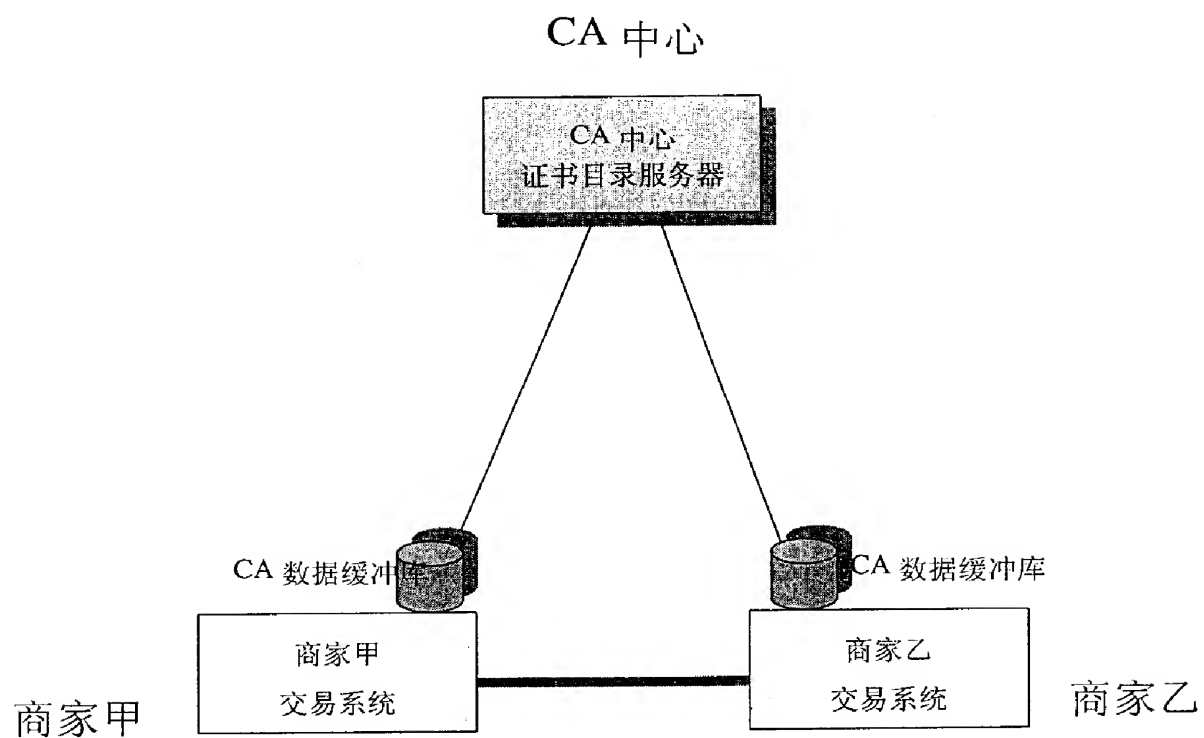 CA 中心
CA 中心
证书目录服务器
CA 数据缓冲库
CA 数据缓冲库
商家甲
交易系统
商家乙
交易系统
商家甲
商家乙